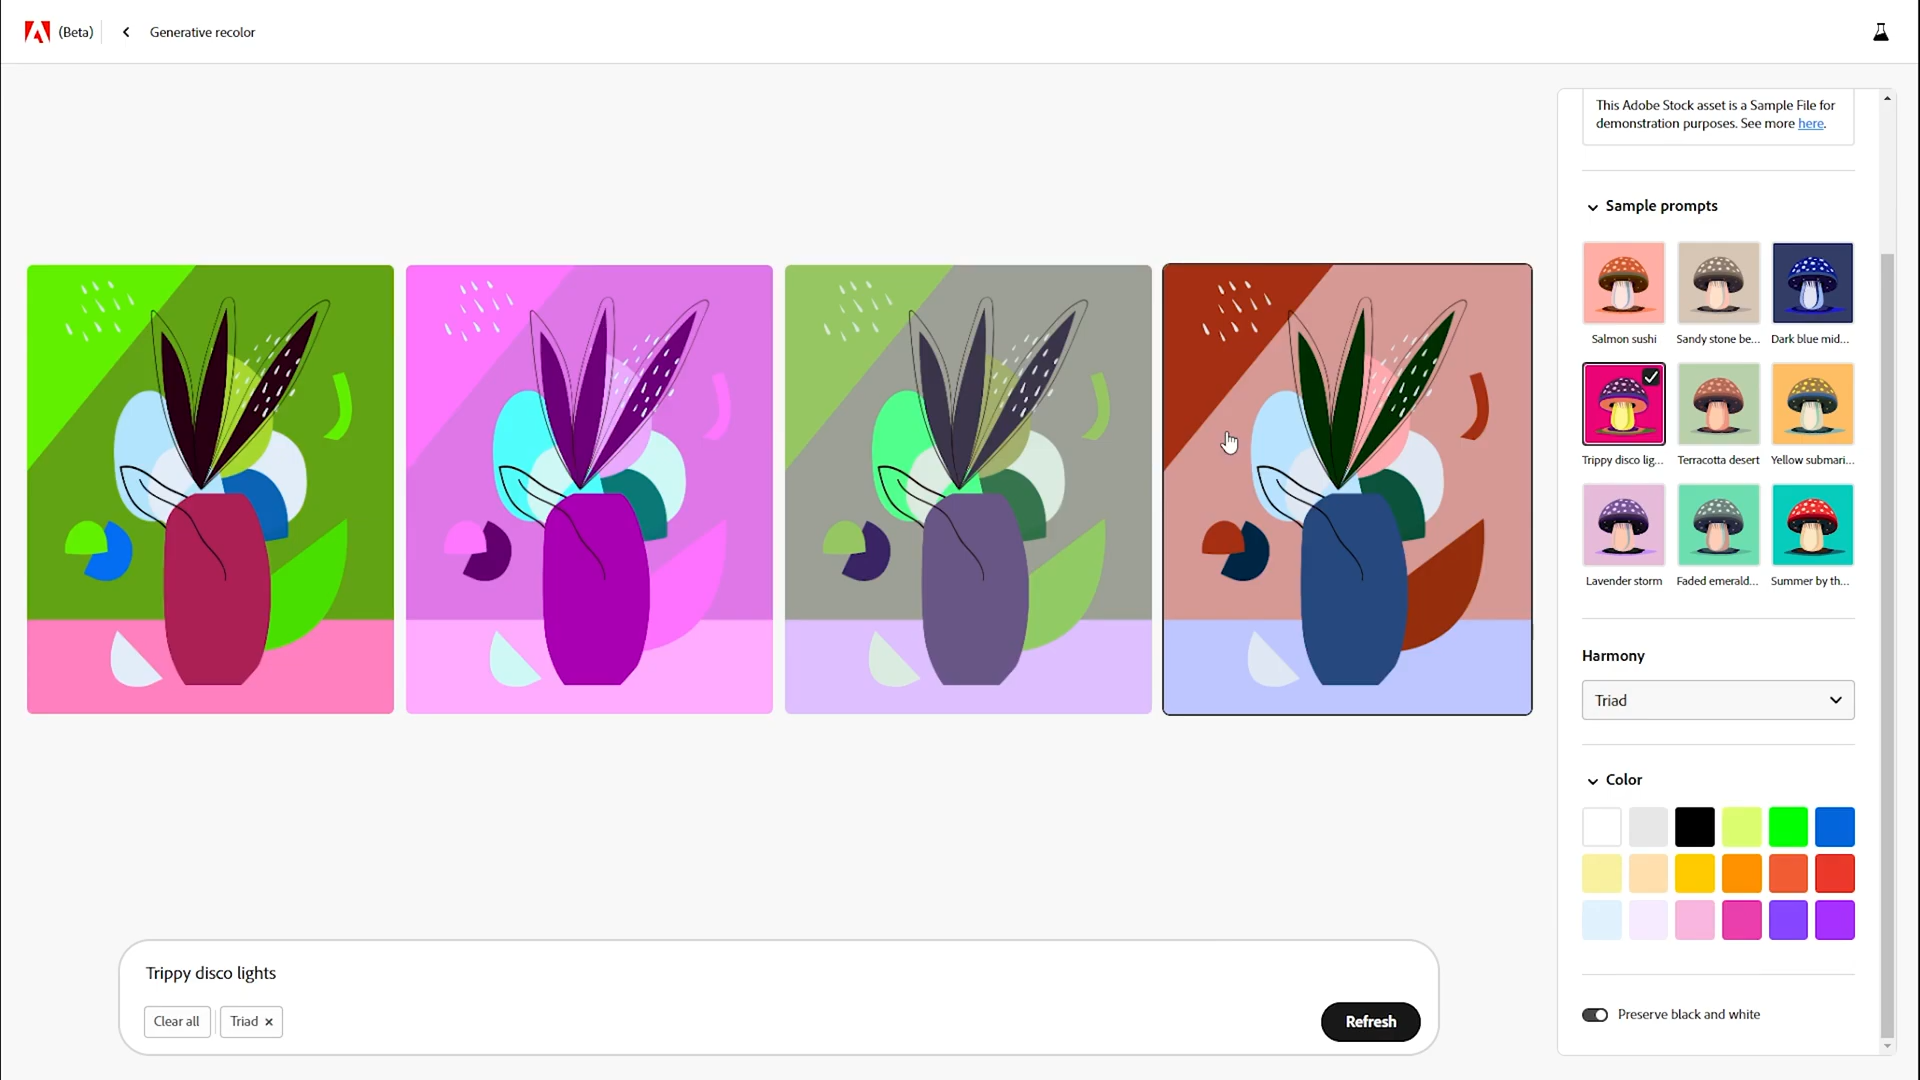 (Beta)
Generative recolor
This Adobe Stock asset is a Sample File for
demonstration purposes. See more here.
Sample prompts
Salmon sushi
Sandy stone be...
Dark blue mid...
Trippy disco lig...
Terracotta desert
Yellow submari...
Lavender storm
Faded emerald...
Summer by th...
Harmony
Triad
Color
Preserve black and white
Trippy disco lights
Clear all
Triad ×
Refresh